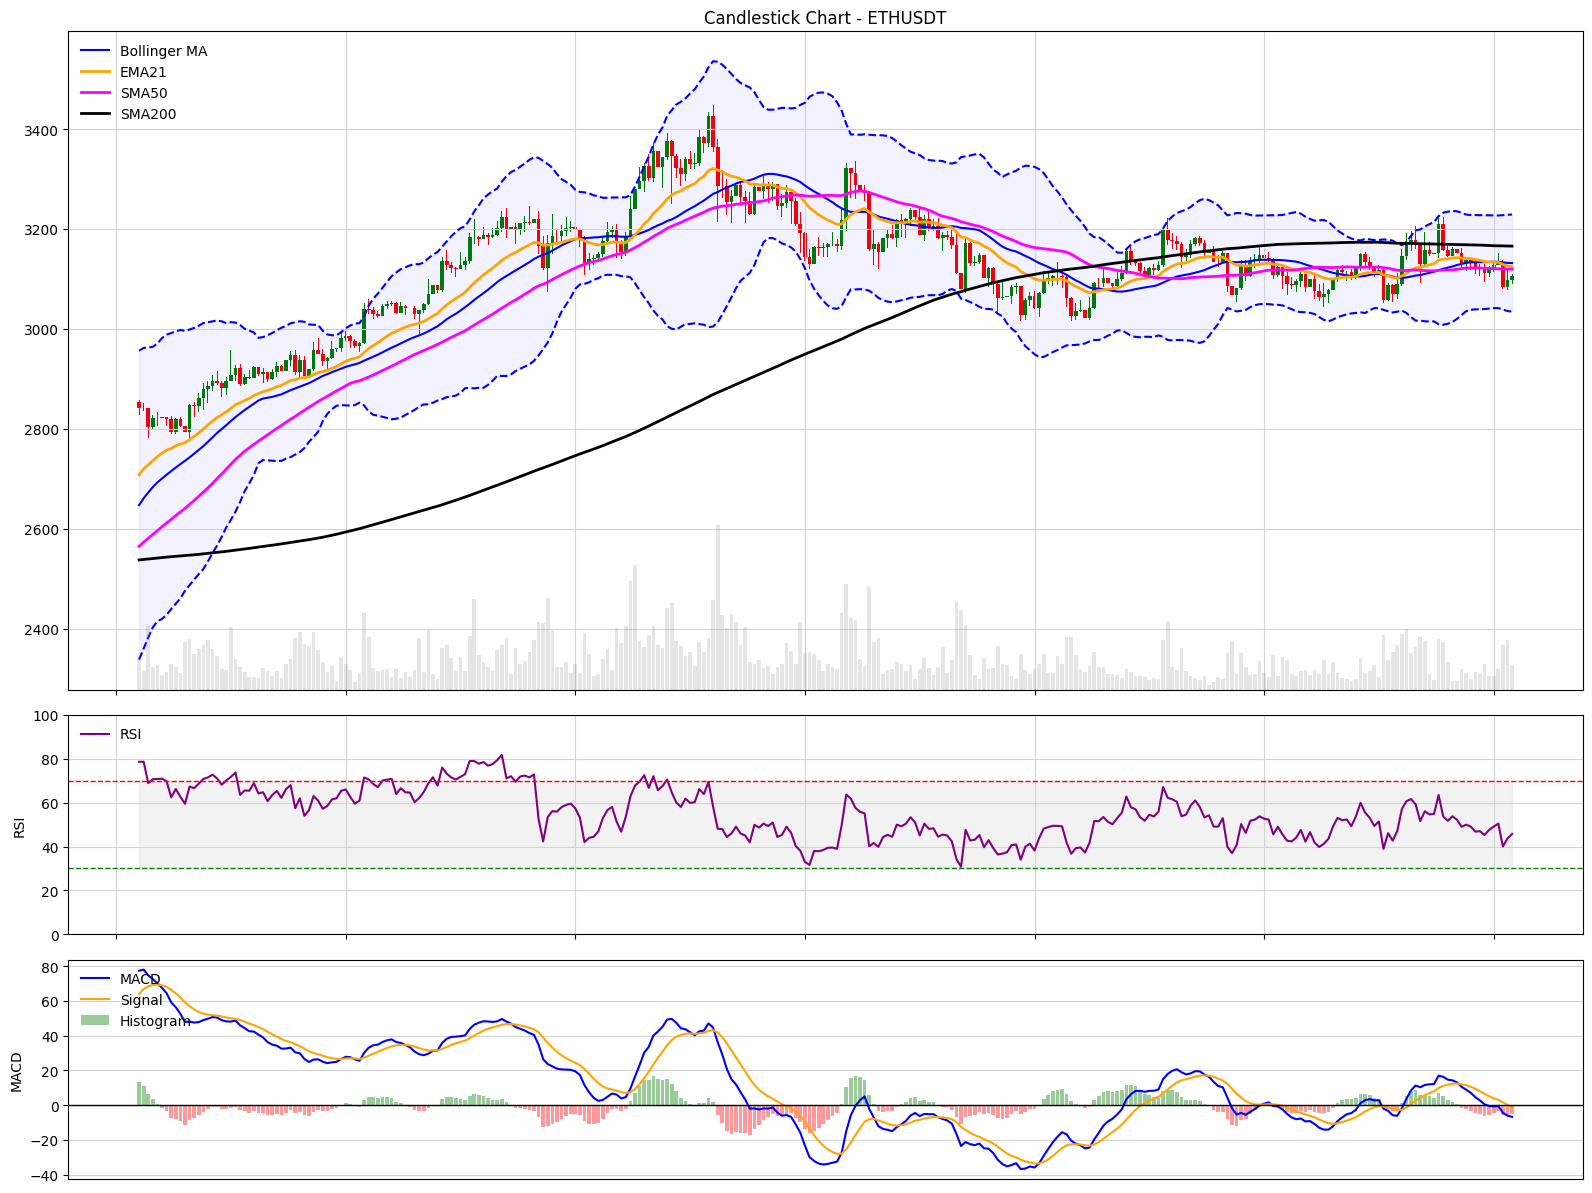 Candlestick Chart - ETHUSDT
Bollinger MA
EMA21
SMA50
SMA200
3400
3200
3000
2800
2600
2400
100
RSI
80
60
RSI
40
20
0
80
MACD
60
Signal
Histogram
40
20
MACD
0
−20
−40